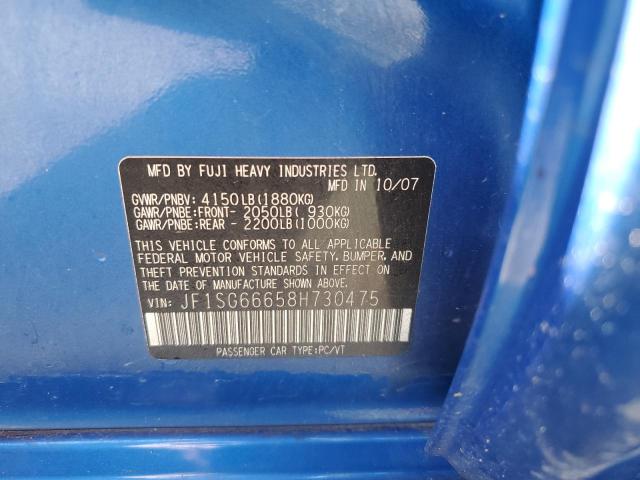 MFD BY FUJI HEAVY INDUSTRIES LTD.
MFD IN 10/07
GVWR/PNBV: 4150LB(1880KG)
GAWR/PNBE:FRONT- 2050LB( 930KG)
GAWR/PNBE:REAR - 2200LB(1000KG)
THIS VEHICLE CONFORMS TO ALL APPLICABLE
FEDERAL MOTOR VEHICLE SAFETY, BUMPER, AND
THEFT PREVENTION STANDARDS IN EFFECT ON
THE DATE OF MANUFACTURE SHOWN ABOVE.
VIN: JF1SG66658H730475
PASSENGER CAR TYPE:PC/VT